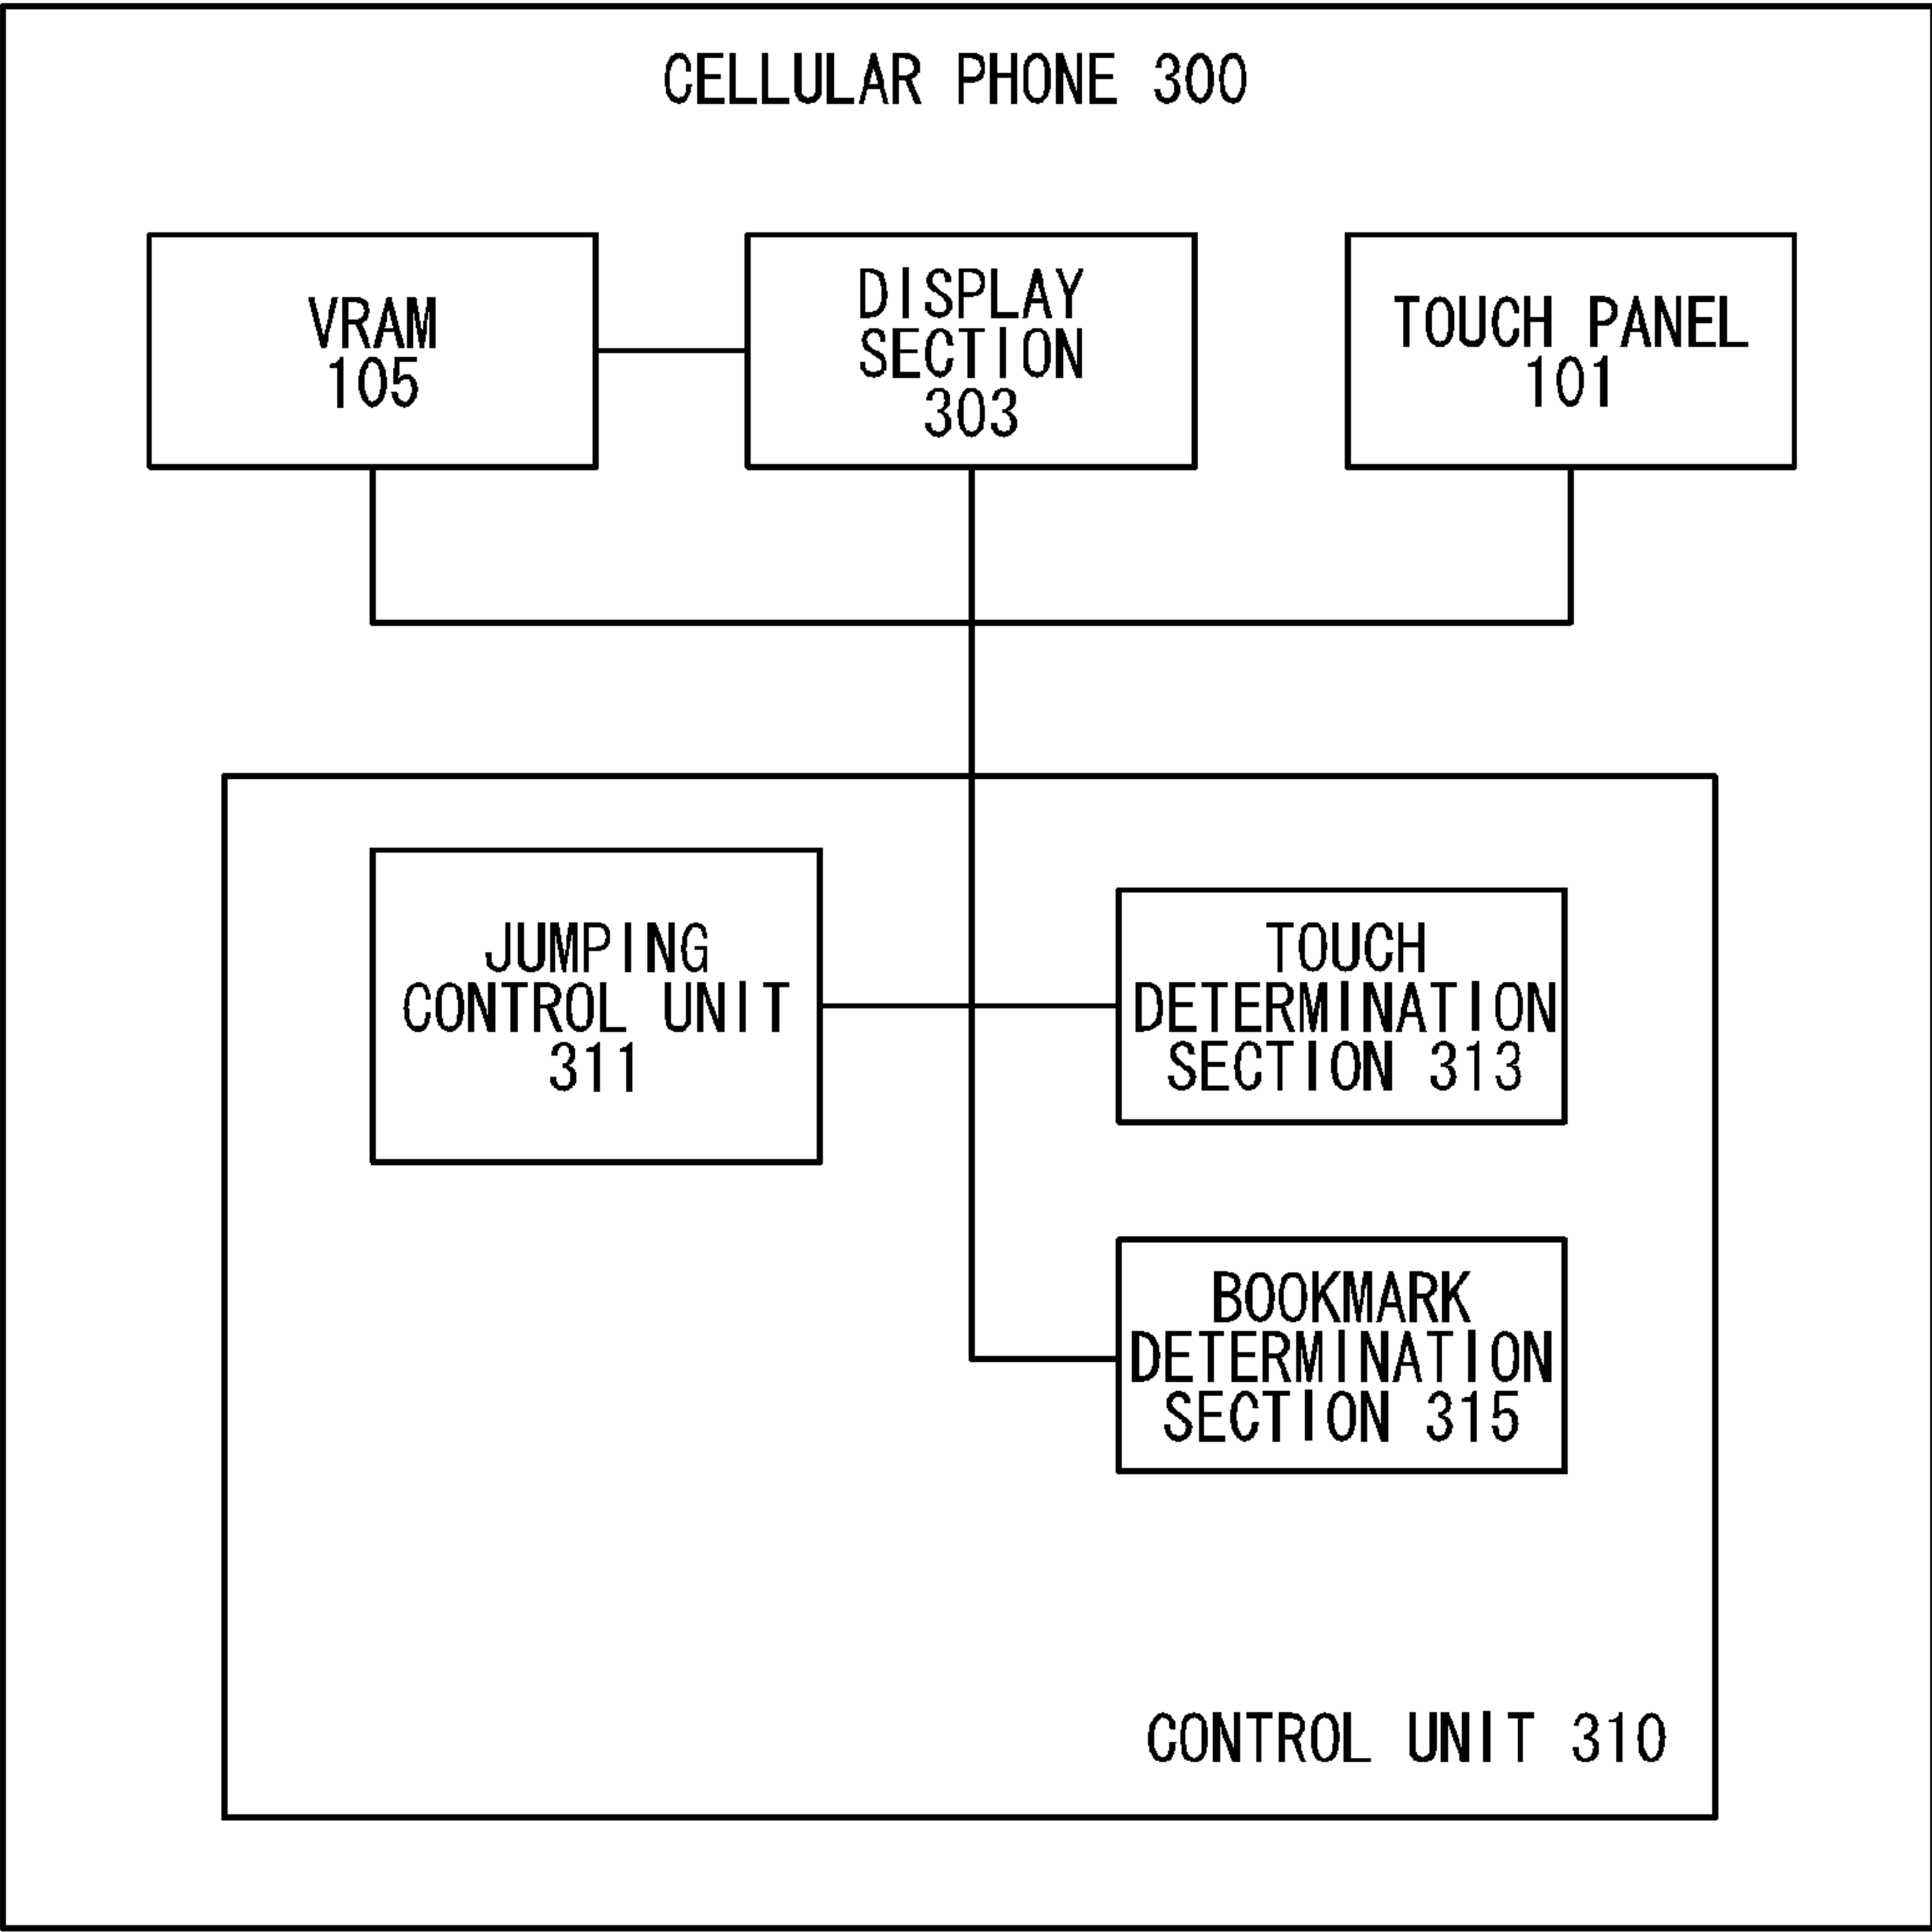 CELLULAR PHONE 300
VRAM
105
DISPLAY
SECTION
303
TOUCH PANEL
101
JUMPING
CONTROL UNIT
311
TOUCH
DETERMINATION
SECTION 313
BOOKMARK
DETERMINATION
SECTION 315
CONTROL UNIT 310